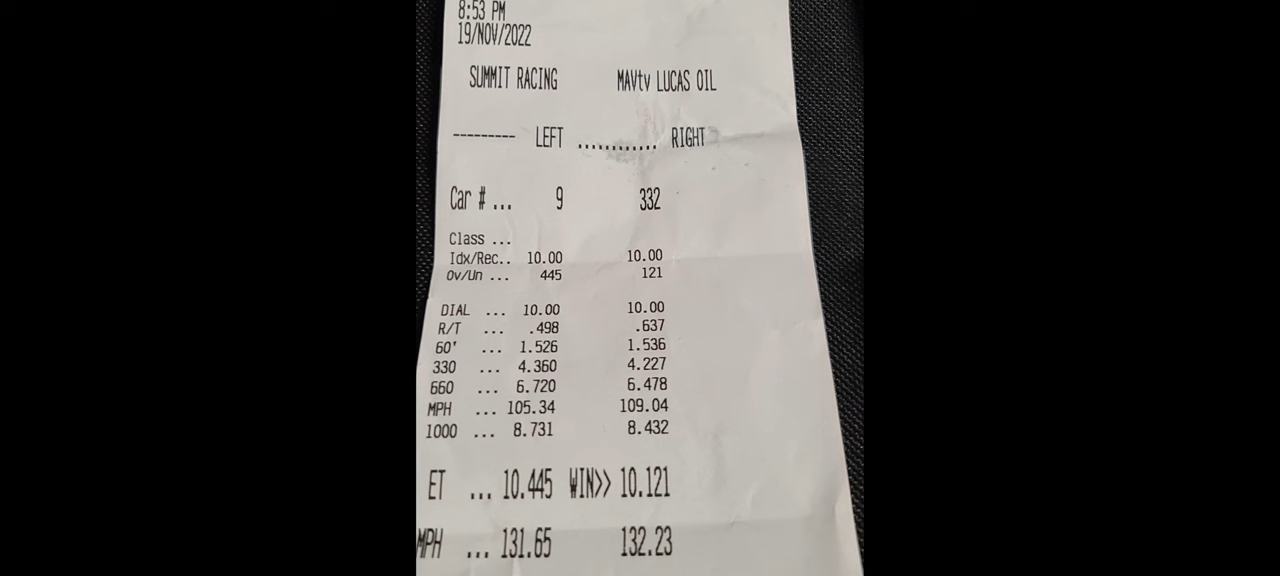 8:53 PM
19/NOV/2022
SUMMIT RACING MAVtv LUCAS OIL
--------- LEFT ............ RIGHT
Car # ... 9 332
Class ...
Idx/Rec.. 10.00 10.00
Ov/Un ... 445 121
DIAL ... 10.00 10.00
R/T ... .498 .637
60' ... 1.526 1.536
330 ... 4.360 4.227
660 ... 6.720 6.478
MPH ... 105.34 109.04
1000 ... 8.731 8.432
ET ... 10.445 WIN>> 10.121
MPH ... 131.65 132.23